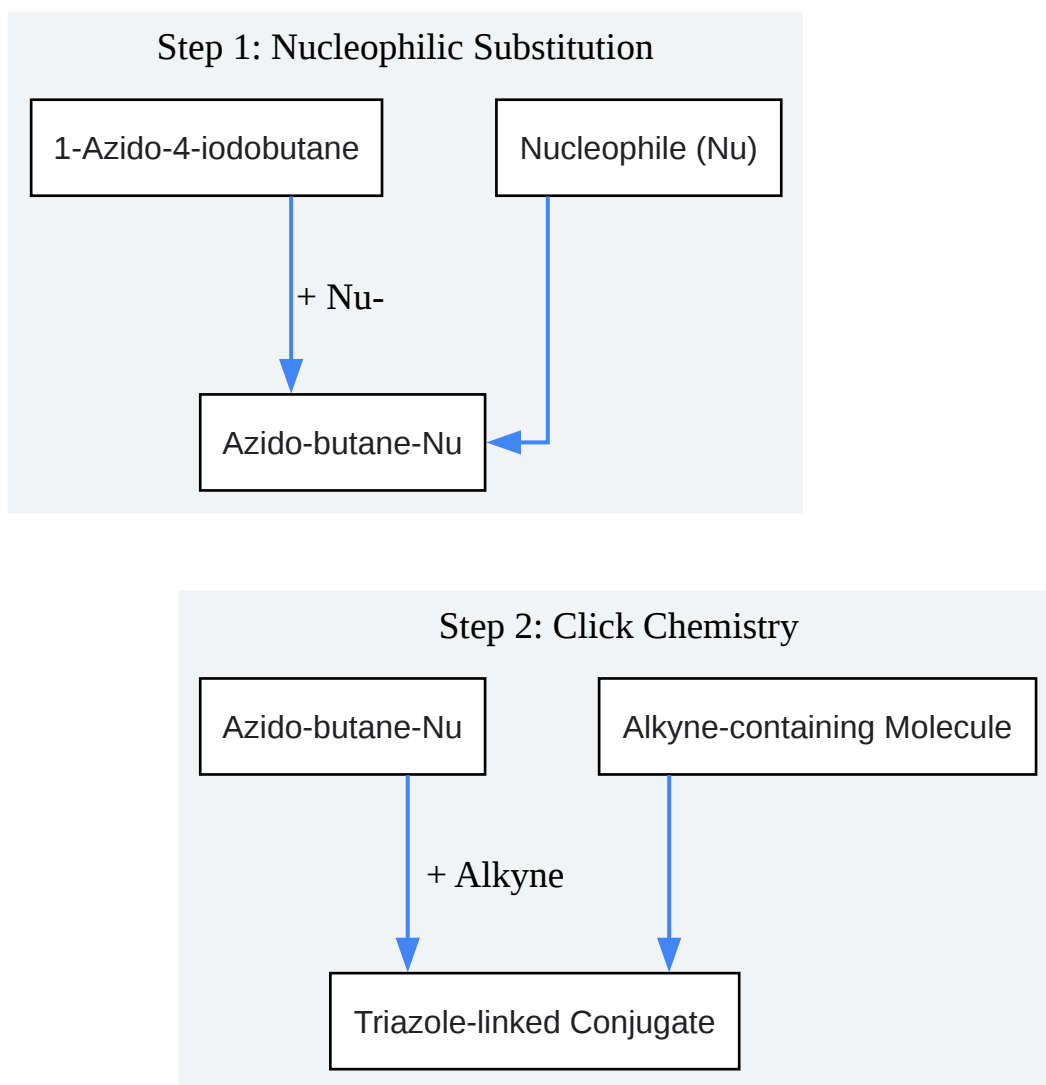 Step 1: Nucleophilic Substitution
1-Azido-4-iodobutane
Nucleophile (Nu)
+ Nu-
Azido-butane-Nu
Step 2: Click Chemistry
Azido-butane-Nu
Alkyne-containing Molecule
+ Alkyne
Triazole-linked Conjugate